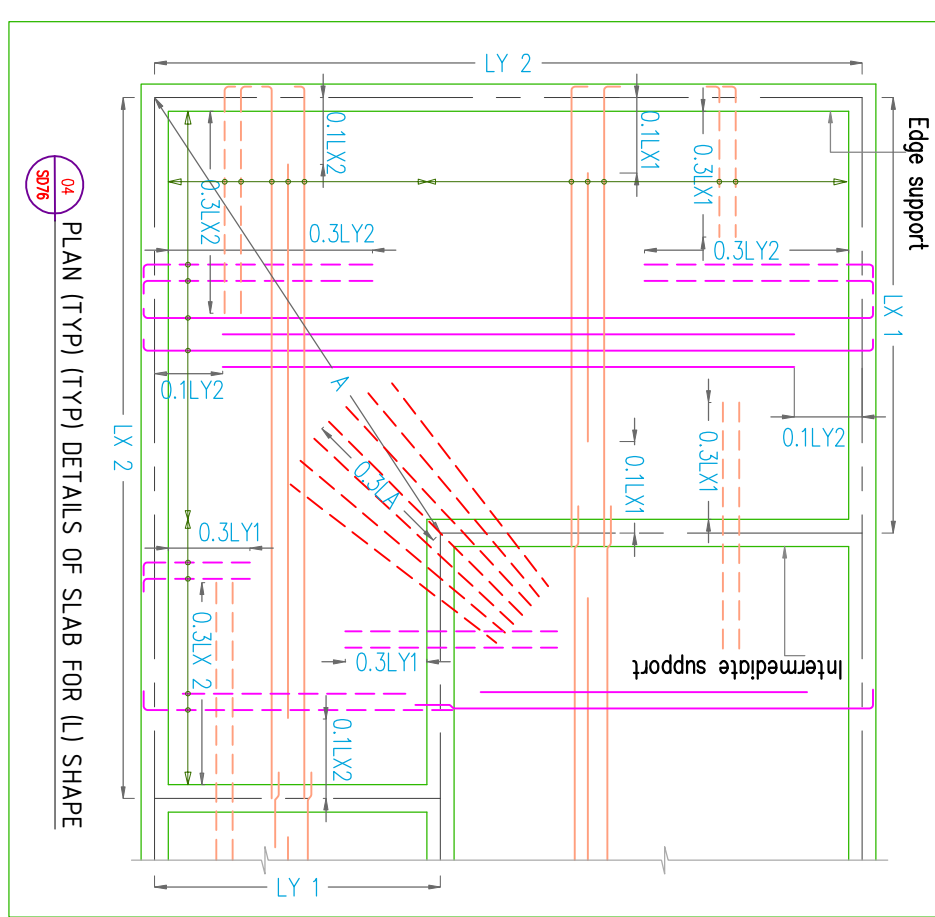 LY 2
Edge support
0.1LX2
0.1LX1
0.3LX1
0.3LX2
0.3LY2
0.3LY2
LX 1
0.1LY2
A
0.1LY2
LX 2
0.3LA
0.1LX1
0.3LX1
0.3LY1
0.3LX 2
0.3LY1
Intermediate support
0.1LX2
LY 1
04
SD76
PLAN (TYP) (TYP) DETAILS OF SLAB FOR (L) SHAPE